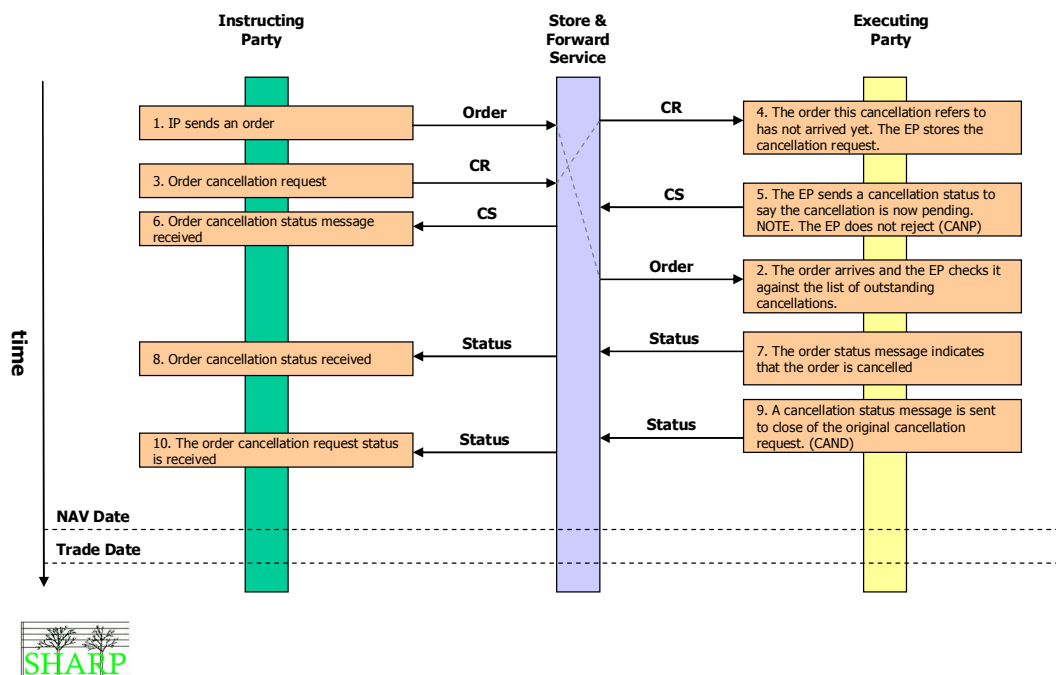 Instructing
Party
Store &
Forward
Service
Executing
Party
1. IP sends an order
Order
CR
4. The order this cancellation refers to
has not arrived yet. The EP stores the
cancellation request.
3. Order cancellation request
CR
5. The EP sends a cancellation status to
say the cancellation is now pending.
NOTE. The EP does not reject (CANP)
CS
6. Order cancellation status message
received
CS
Order
2. The order arrives and the EP checks it
against the list of outstanding
cancellations.
time
8. Order cancellation status received
Status
Status
7. The order status message indicates
that the order is cancelled
9. A cancellation status message is sent
to close of the original cancellation
request. (CAND)
Status
10. The order cancellation request status
is received
Status
NAV Date
Trade Date
SHARP